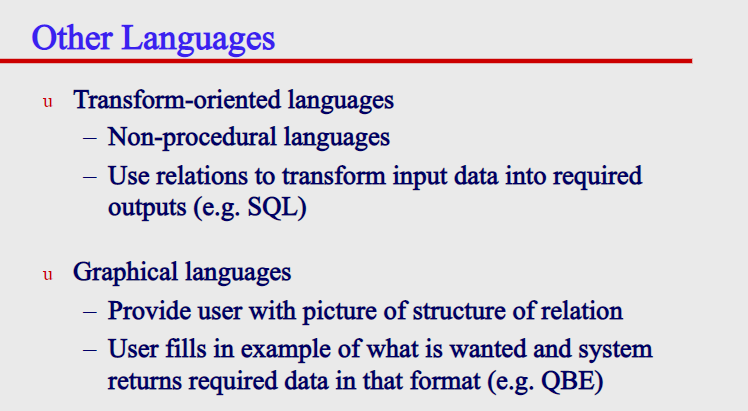 Other Languages
u Transform-oriented languages
– Non-procedural languages
– Use relations to transform input data into required
outputs (e.g. SQL)
u Graphical languages
– Provide user with picture of structure of relation
– User fills in example of what is wanted and system
returns required data in that format (e.g. QBE)